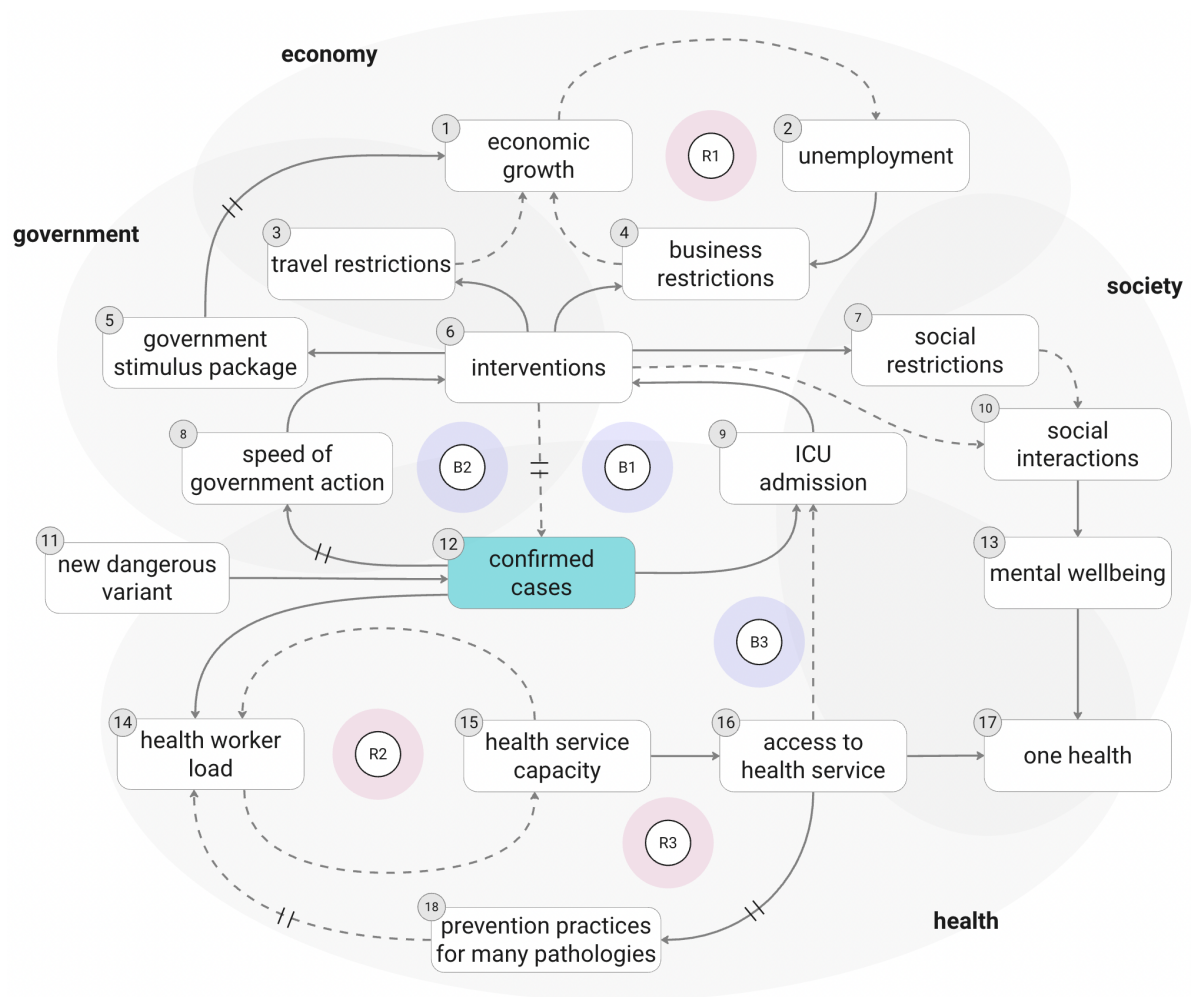 economy
1
economic
growth
R1
2
unemployment
government
3
travel restrictions
4
business
restrictions
society
5
government
stimulus package
6
interventions
7
social
restrictions
8
speed of
government action
B2
B1
9
ICU
admission
10
social
interactions
11
new dangerous
variant
12
confirmed
cases
13
mental wellbeing
B3
14
health worker
load
R2
15
health service
capacity
16
access to
health service
17
one health
R3
18
prevention practices
for many pathologies
health